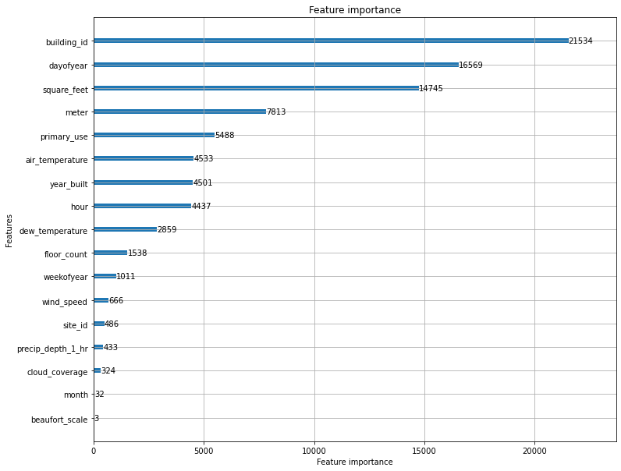 Feature importance
building_id 21534
dayofyear 16569
square_feet 14745
meter 7813
primary_use 5488
air_temperature 4533
year_built 4501
hour 4437
dew_temperature 2859
floor_count 1538
weekofyear 1011
wind_speed 666
site_id 486
precip_depth_1_hr 433
cloud_coverage 324
month 32
beaufort_scale 3
Features
0 5000 10000 15000 20000
Feature importance